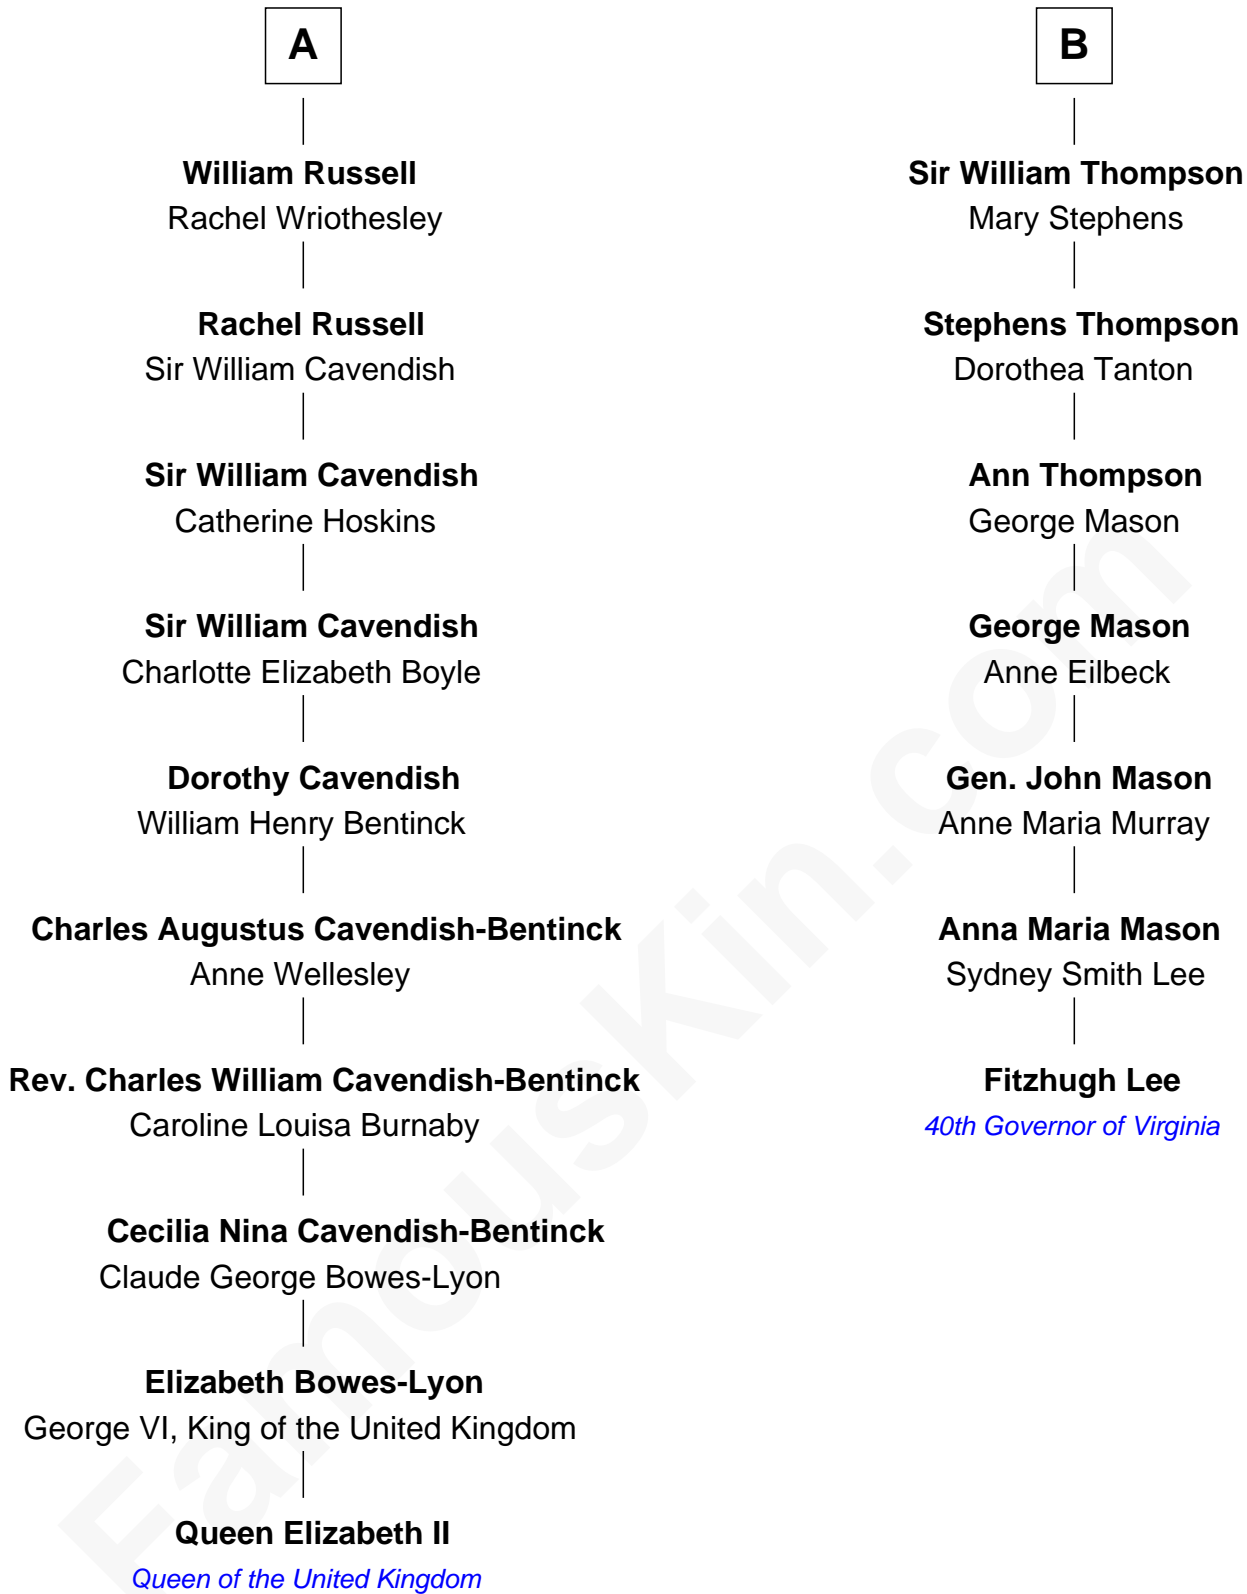 A
William Russell
Rachel Wriothesley
Rachel Russell
Sir William Cavendish
Sir William Cavendish
Catherine Hoskins
Sir William Cavendish
Charlotte Elizabeth Boyle
Dorothy Cavendish
William Henry Bentinck
Charles Augustus Cavendish-Bentinck
Anne Wellesley
Rev. Charles William Cavendish-Bentinck
Caroline Louisa Burnaby
Cecilia Nina Cavendish-Bentinck
Claude George Bowes-Lyon
Elizabeth Bowes-Lyon
George VI, King of the United Kingdom
Queen Elizabeth II
Queen of the United Kingdom
B
Sir William Thompson
Mary Stephens
Stephens Thompson
Dorothea Tanton
Ann Thompson
George Mason
George Mason
Anne Eilbeck
Gen. John Mason
Anne Maria Murray
Anna Maria Mason
Sydney Smith Lee
Fitzhugh Lee
40th Governor of Virginia
FamousKin.com